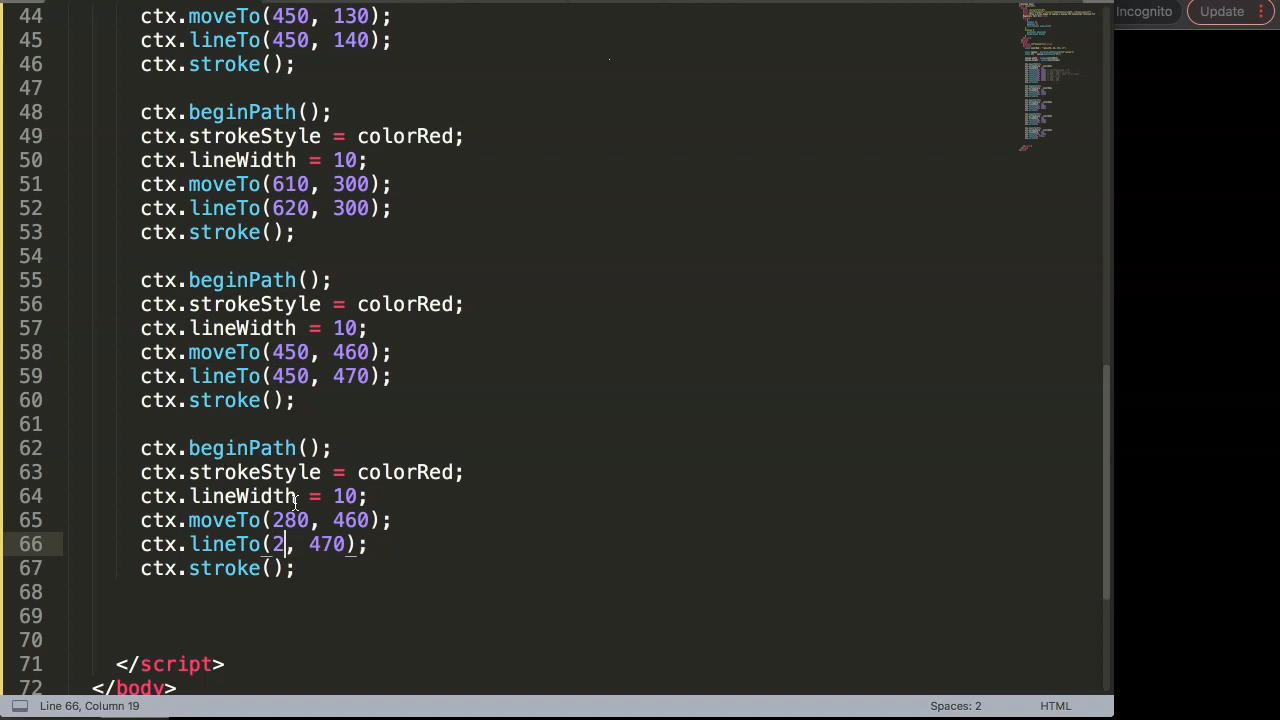 Incognito
Update
44 ctx.moveTo(450, 130);
45 ctx.lineTo(450, 140);
46 ctx.stroke();
47
48 ctx.beginPath();
49 ctx.strokeStyle = colorRed;
50 ctx.lineWidth = 10;
51 ctx.moveTo(610, 300);
52 ctx.lineTo(620, 300);
53 ctx.stroke();
54
55 ctx.beginPath();
56 ctx.strokeStyle = colorRed;
57 ctx.lineWidth = 10;
58 ctx.moveTo(450, 460);
59 ctx.lineTo(450, 470);
60 ctx.stroke();
61
62 ctx.beginPath();
63 ctx.strokeStyle = colorRed;
64 ctx.lineWidth = 10;
65 ctx.moveTo(280, 460);
66 ctx.lineTo(2, 470);
67 ctx.stroke();
68
69
70
71 </script>
72 </body>
Line 66, Column 19
Spaces: 2
HTML